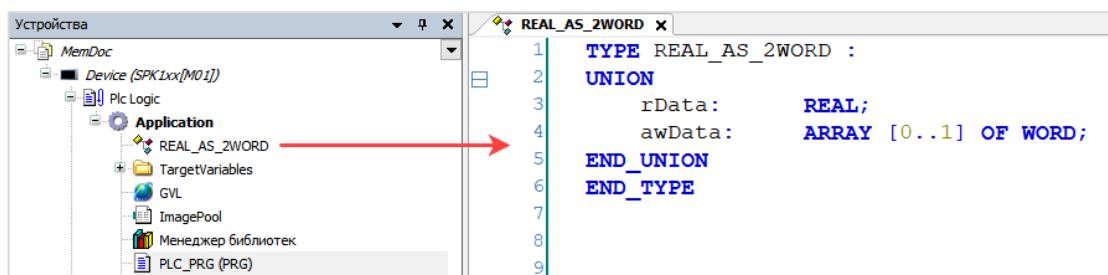 Устройства
MemDoc
Device (SPK1xx[M01])
Plc Logic
Application
REAL_AS_2WORD
TargetVariables
GVL
ImagePool
Менеджер библиотек
PLC_PRG (PRG)
REAL_AS_2WORD
1 TYPE REAL_AS_2WORD :
2 UNION
3 rData: REAL;
4 awData: ARRAY [0..1] OF WORD;
5 END_UNION
6 END_TYPE
7
8
9